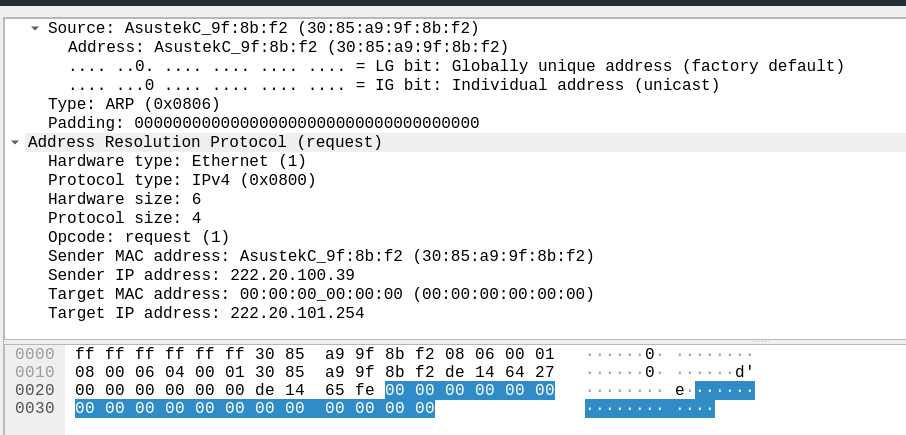 Source: AsustekC_9f:8b:f2 (30:85:a9:9f:8b:f2)
Address: AsustekC_9f:8b:f2 (30:85:a9:9f:8b:f2)
.... ..0. .... .... .... .... = LG bit: Globally unique address (factory default)
.... ...0 .... .... .... .... = IG bit: Individual address (unicast)
Type: ARP (0x0806)
Padding: 000000000000000000000000000000000000
Address Resolution Protocol (request)
Hardware type: Ethernet (1)
Protocol type: IPv4 (0x0800)
Hardware size: 6
Protocol size: 4
Opcode: request (1)
Sender MAC address: AsustekC_9f:8b:f2 (30:85:a9:9f:8b:f2)
Sender IP address: 222.20.100.39
Target MAC address: 00:00:00_00:00:00 (00:00:00:00:00:00)
Target IP address: 222.20.101.254
0000 ff ff ff ff ff ff 30 85 a9 9f 8b f2 08 06 00 01 ······0· ········
0010 08 00 06 04 00 01 30 85 a9 9f 8b f2 de 14 64 27 ······0· ······d'
0020 00 00 00 00 00 00 de 14 65 fe 00 00 00 00 00 00 ········ e·······
0030 00 00 00 00 00 00 00 00 00 00 00 00 ········ ····